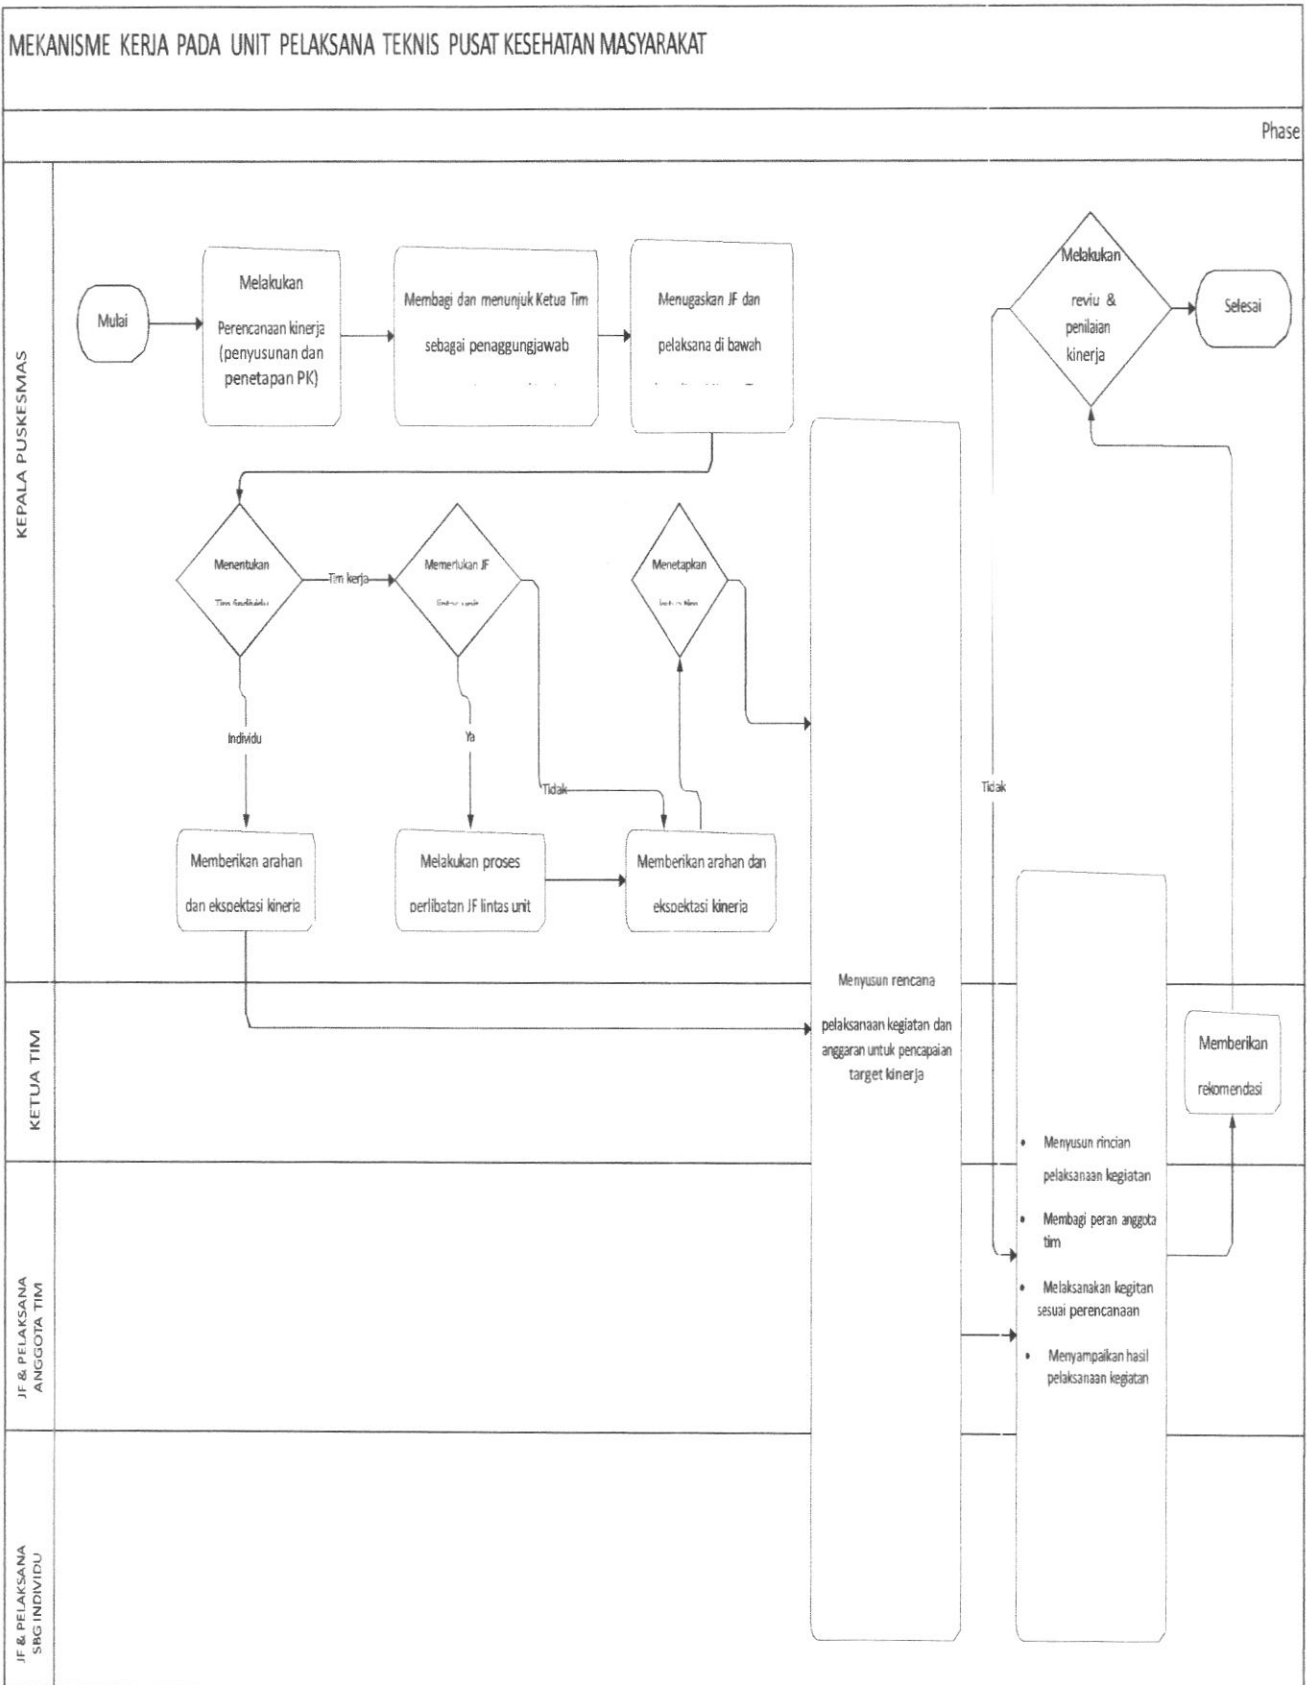 MEKANISME KERJA PADA UNIT PELAKSANA TEKNIS PUSAT KESEHATAN MASYARAKAT
Phase
KEPALA PUSKESMAS
Mulai
Melakukan
Perencanaan kinerja
(penyusunan dan
penetapan PK)
Membagi dan menunjuk Ketua Tim
sebagai penaggungjawab
Menugaskan JF dan
pelaksana di bawah
Melakukan
reviu &
penilaian
kinerja
Selesai
Menentukan
Tim kerja
Memerlukan JF
Menetapkan
Individu
Ya
Tidak
Tidak
Memberikan arahan
dan ekspektasi kinerja
Melakukan proses
perlibatan JF lintas unit
Memberikan arahan dan
ekspektasi kinerja
KETUA TIM
Menyusun rencana
pelaksanaan kegiatan dan
anggaran untuk pencapaian
target kinerja
Memberikan
rekomendasi
• Menyusun rincian
pelaksanaan kegiatan
• Membagi peran anggota
tim
• Melaksanakan kegitan
sesuai perencanaan
• Menyampaikan hasil
pelaksanaan kegiatan
JF & PELAKSANA
ANGGOTA TIM
JF & PELAKSANA
SBG INDIVIDU